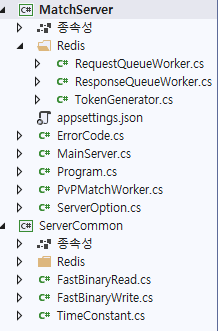 MatchServer
종속성
Redis
RequestQueueWorker.cs
ResponseQueueWorker.cs
TokenGenerator.cs
appsettings.json
ErrorCode.cs
MainServer.cs
Program.cs
PvPMatchWorker.cs
ServerOption.cs
ServerCommon
종속성
Redis
FastBinaryRead.cs
FastBinaryWrite.cs
TimeConstant.cs